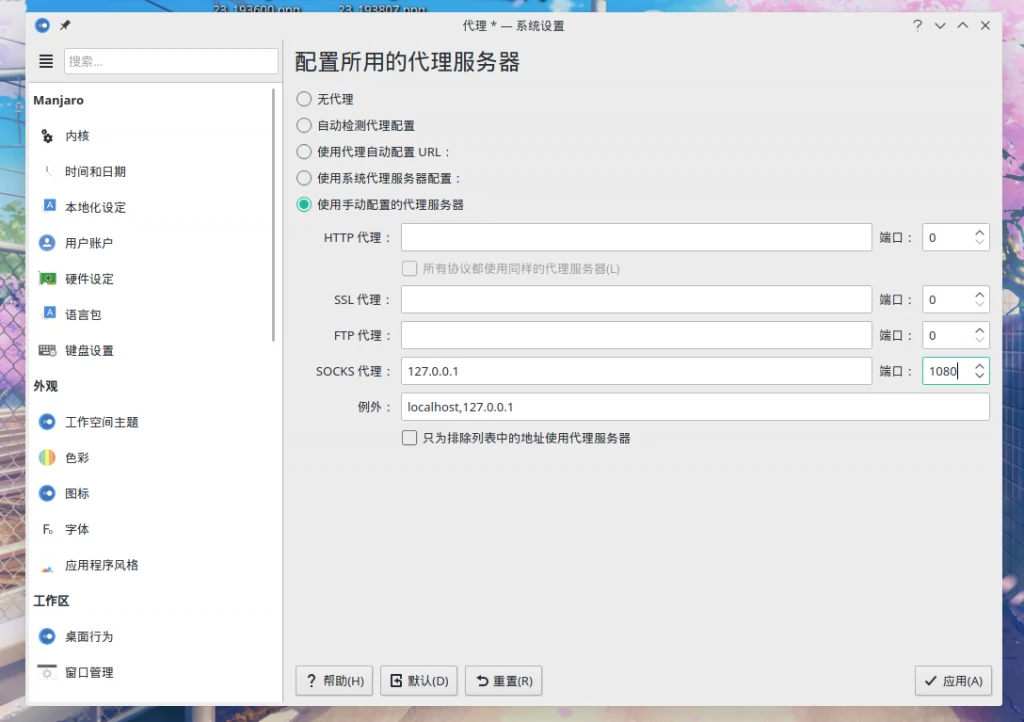 23_193600.png 23_193807.png
代理 * — 系统设置
搜索...
Manjaro
内核
时间和日期
本地化设定
用户账户
硬件设定
语言包
键盘设置
外观
工作空间主题
色彩
图标
字体
应用程序风格
工作区
桌面行为
窗口管理
配置所用的代理服务器
无代理
自动检测代理配置
使用代理自动配置 URL：
使用系统代理服务器配置：
使用手动配置的代理服务器
HTTP 代理： 端口： 0
所有协议都使用同样的代理服务器(L)
SSL 代理： 端口： 0
FTP 代理： 端口： 0
SOCKS 代理： 127.0.0.1 端口： 1080
例外： localhost,127.0.0.1
只为排除列表中的地址使用代理服务器
? 帮助(H) 默认(D) 重置(R) 应用(A)